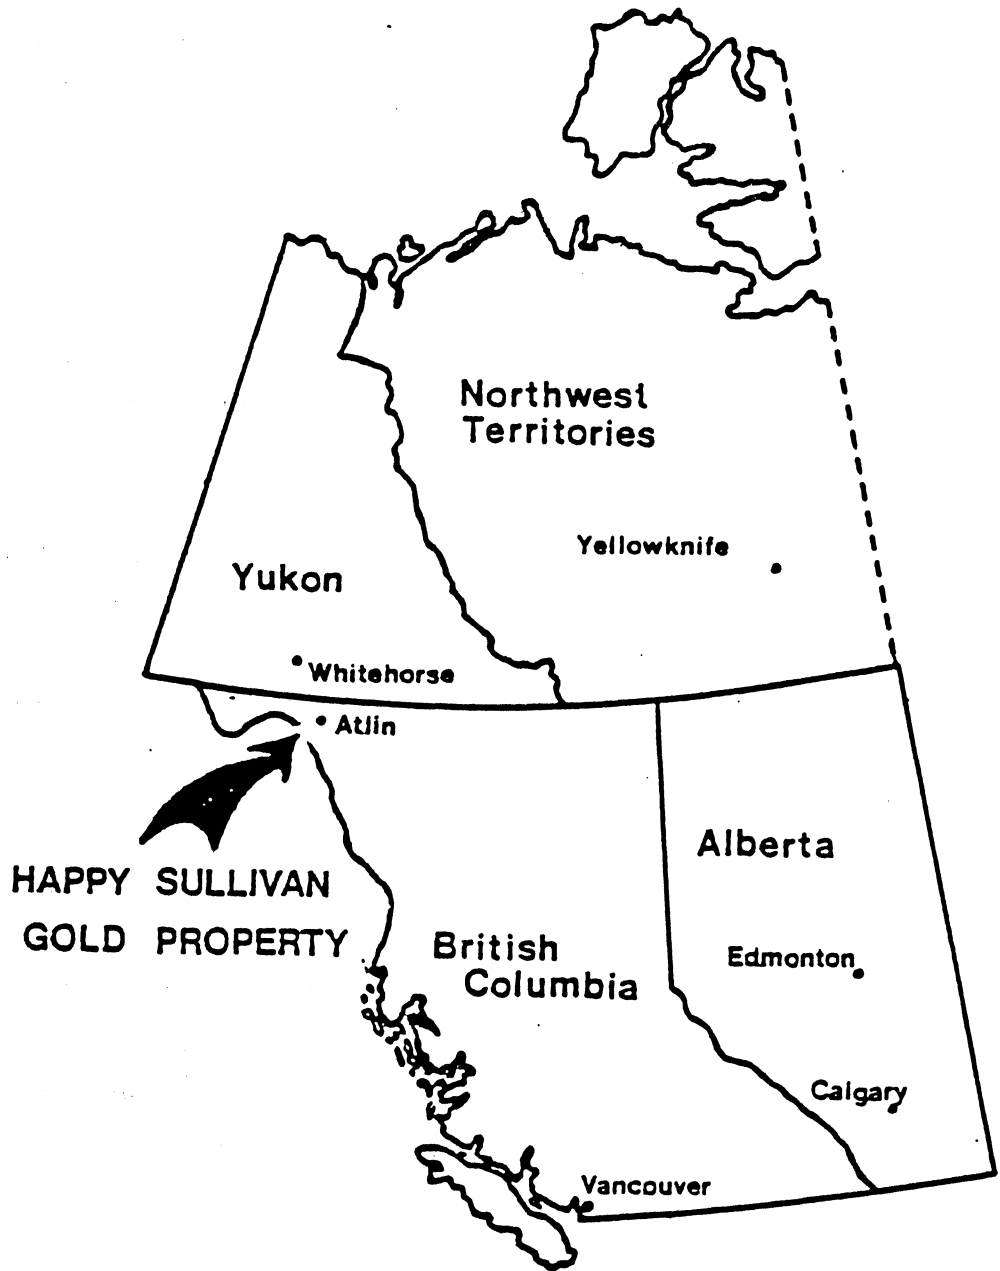 Northwest
Territories
Yellowknife
Yukon
Whitehorse
Atlin
Alberta
HAPPY SULLIVAN
GOLD PROPERTY
British
Columbia
Edmonton
Calgary
Vancouver